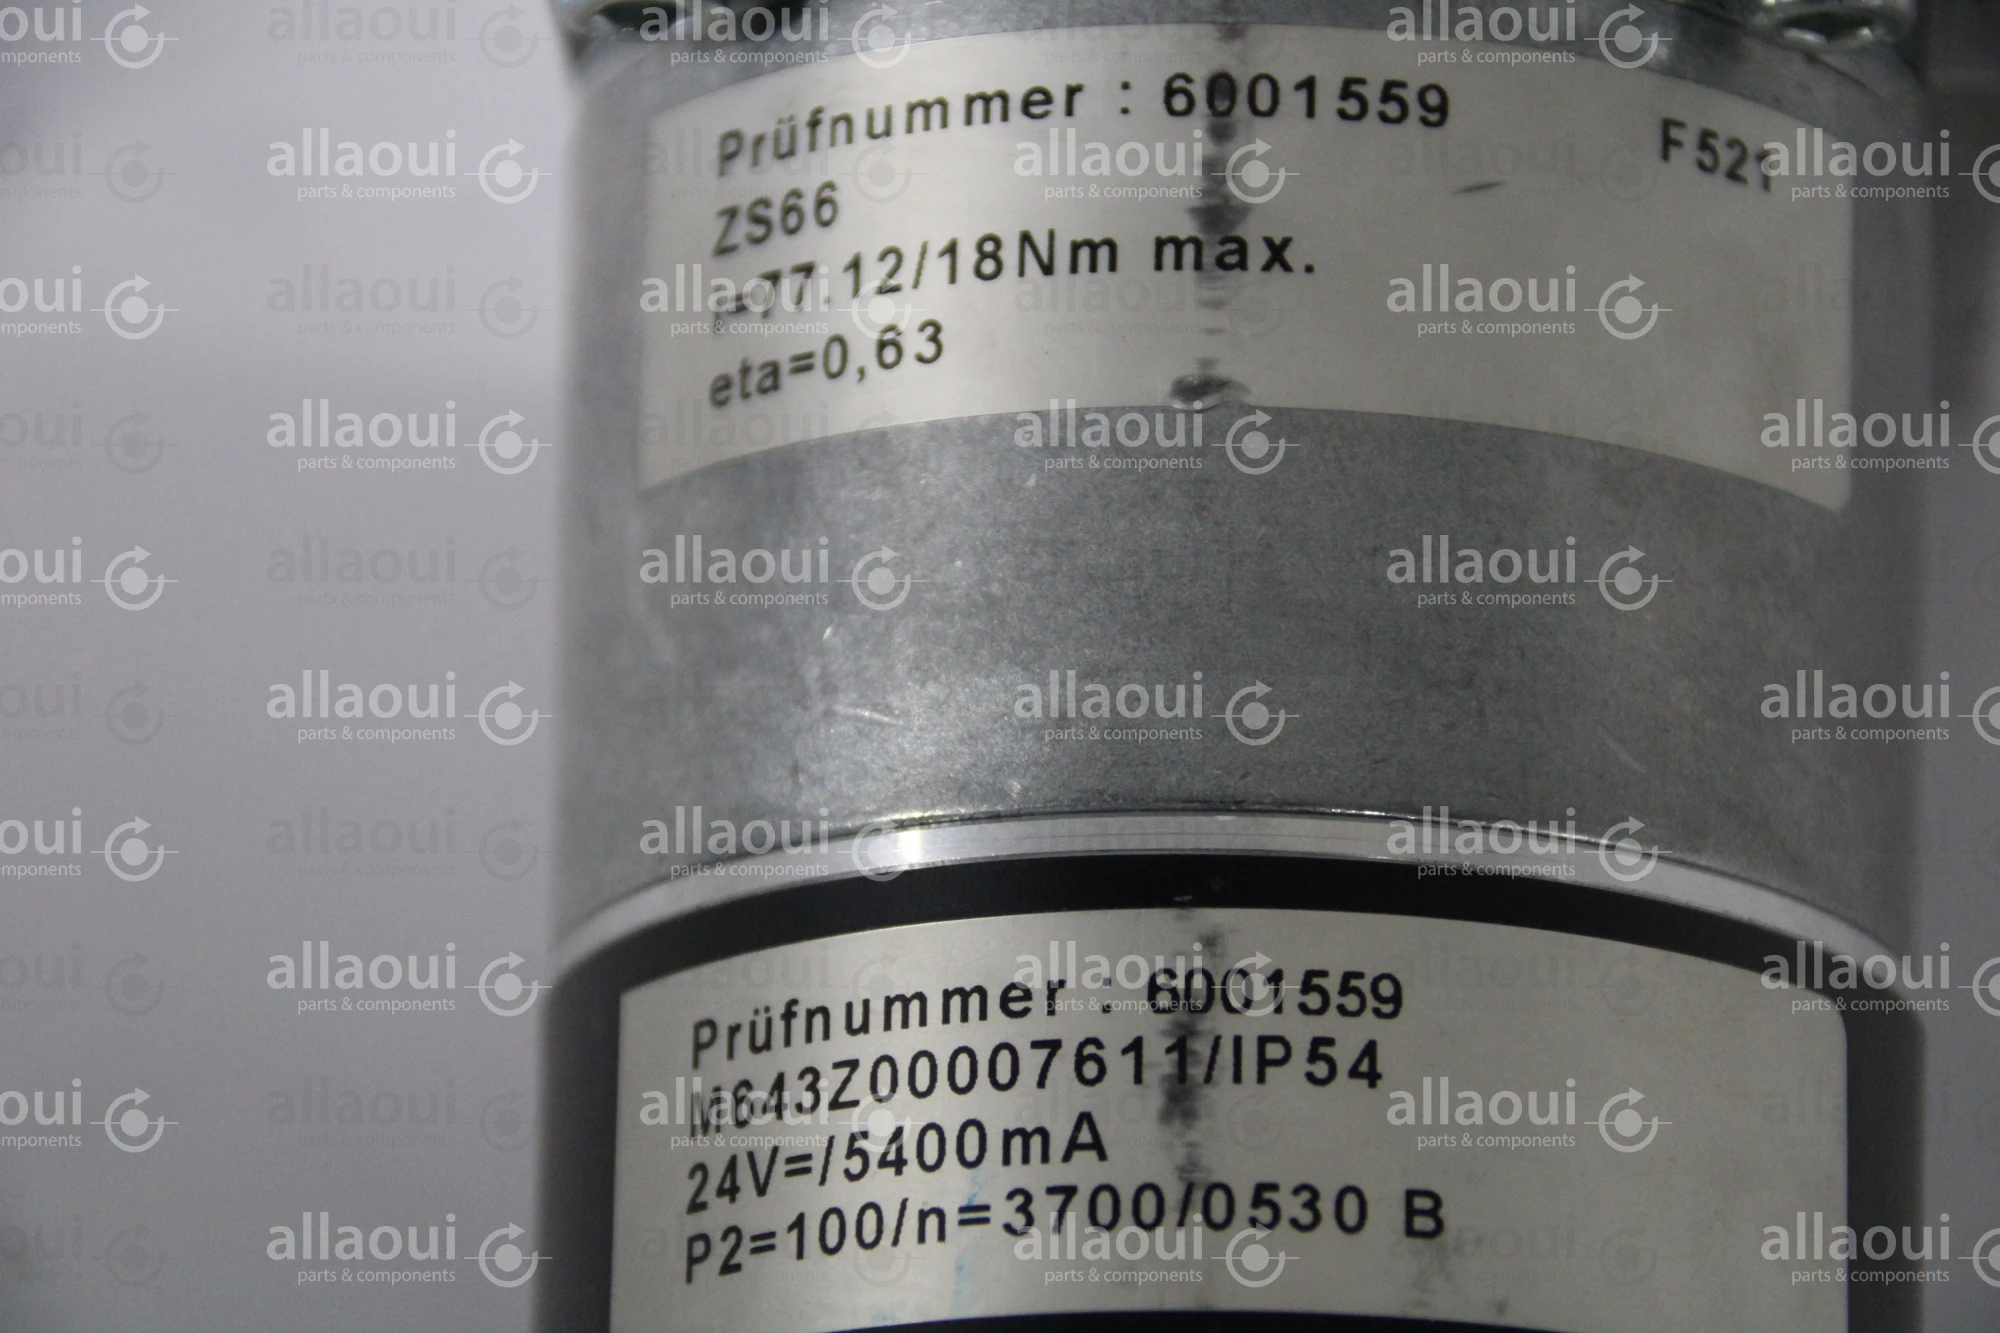 Prüfnummer : 6001559
F521
ZS66
i=77.12/18Nm max.
eta=0,63
Prüfnummer : 6001559
M643Z00007611/IP54
24V=/5400mA
P2=100/n=3700/0530 B
allaoui
parts & components